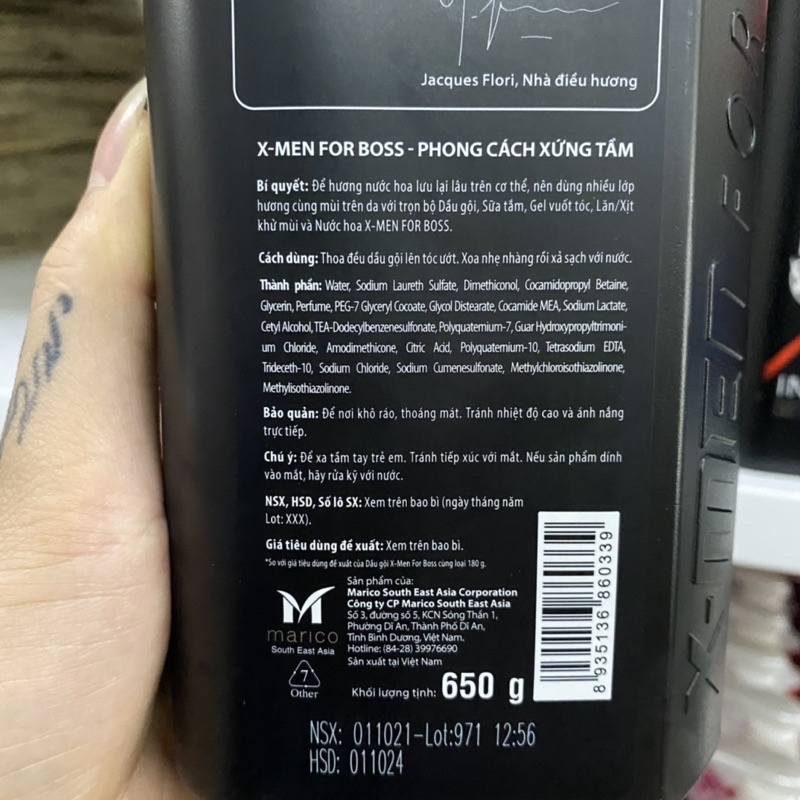 Jacques Flori, Nhà điều hương
X-MEN FOR BOSS - PHONG CÁCH XỨNG TẦM
Bí quyết: Để hương nước hoa lưu lại lâu trên cơ thể, nên dùng nhiều lớp
hương cùng mùi trên da với trọn bộ Dầu gội, Sữa tắm, Gel vuốt tóc, Lăn/Xịt
khử mùi và Nước hoa X-MEN FOR BOSS.
Cách dùng: Thoa đều dầu gội lên tóc ướt. Xoa nhẹ nhàng rồi xả sạch với nước.
Thành phần: Water, Sodium Laureth Sulfate, Dimethiconol, Cocamidopropyl Betaine,
Glycerin, Perfume, PEG-7 Glyceryl Cocoate, Glycol Distearate, Cocamide MEA, Sodium Lactate,
Cetyl Alcohol, TEA-Dodecylbenzenesulfonate, Polyquaternium-7, Guar Hydroxypropyltrimoni-
um Chloride, Amodimethicone, Citric Acid, Polyquaternium-10, Tetrasodium EDTA,
Trideceth-10, Sodium Chloride, Sodium Cumenesulfonate, Methylchloroisothiazolinone,
Methylisothiazolinone.
Bảo quản: Để nơi khô ráo, thoáng mát. Tránh nhiệt độ cao và ánh nắng
trực tiếp.
Chú ý: Để xa tầm tay trẻ em. Tránh tiếp xúc với mắt. Nếu sản phẩm dính
vào mắt, hãy rửa kỹ với nước.
NSX, HSD, Số lô SX: Xem trên bao bì (ngày tháng năm
Lot: XXX).
Giá tiêu dùng đề xuất: Xem trên bao bì.
*So với giá tiêu dùng đề xuất của Dầu gội X-Men For Boss cùng loại 180 g.
Sản phẩm của:
Marico South East Asia Corporation
Công ty CP Marico South East Asia
Số 3, đường số 5, KCN Sóng Thần 1,
Phường Dĩ An, Thành Phố Dĩ An,
Tỉnh Bình Dương, Việt Nam.
Hotline: (84-28) 39976690
Sản xuất tại Việt Nam
marico
South East Asia
7
Other
Khối lượng tịnh: 650 g
8 935136 860339
NSX: 011021-Lot:971 12:56
HSD: 011024
X-MEN FOR